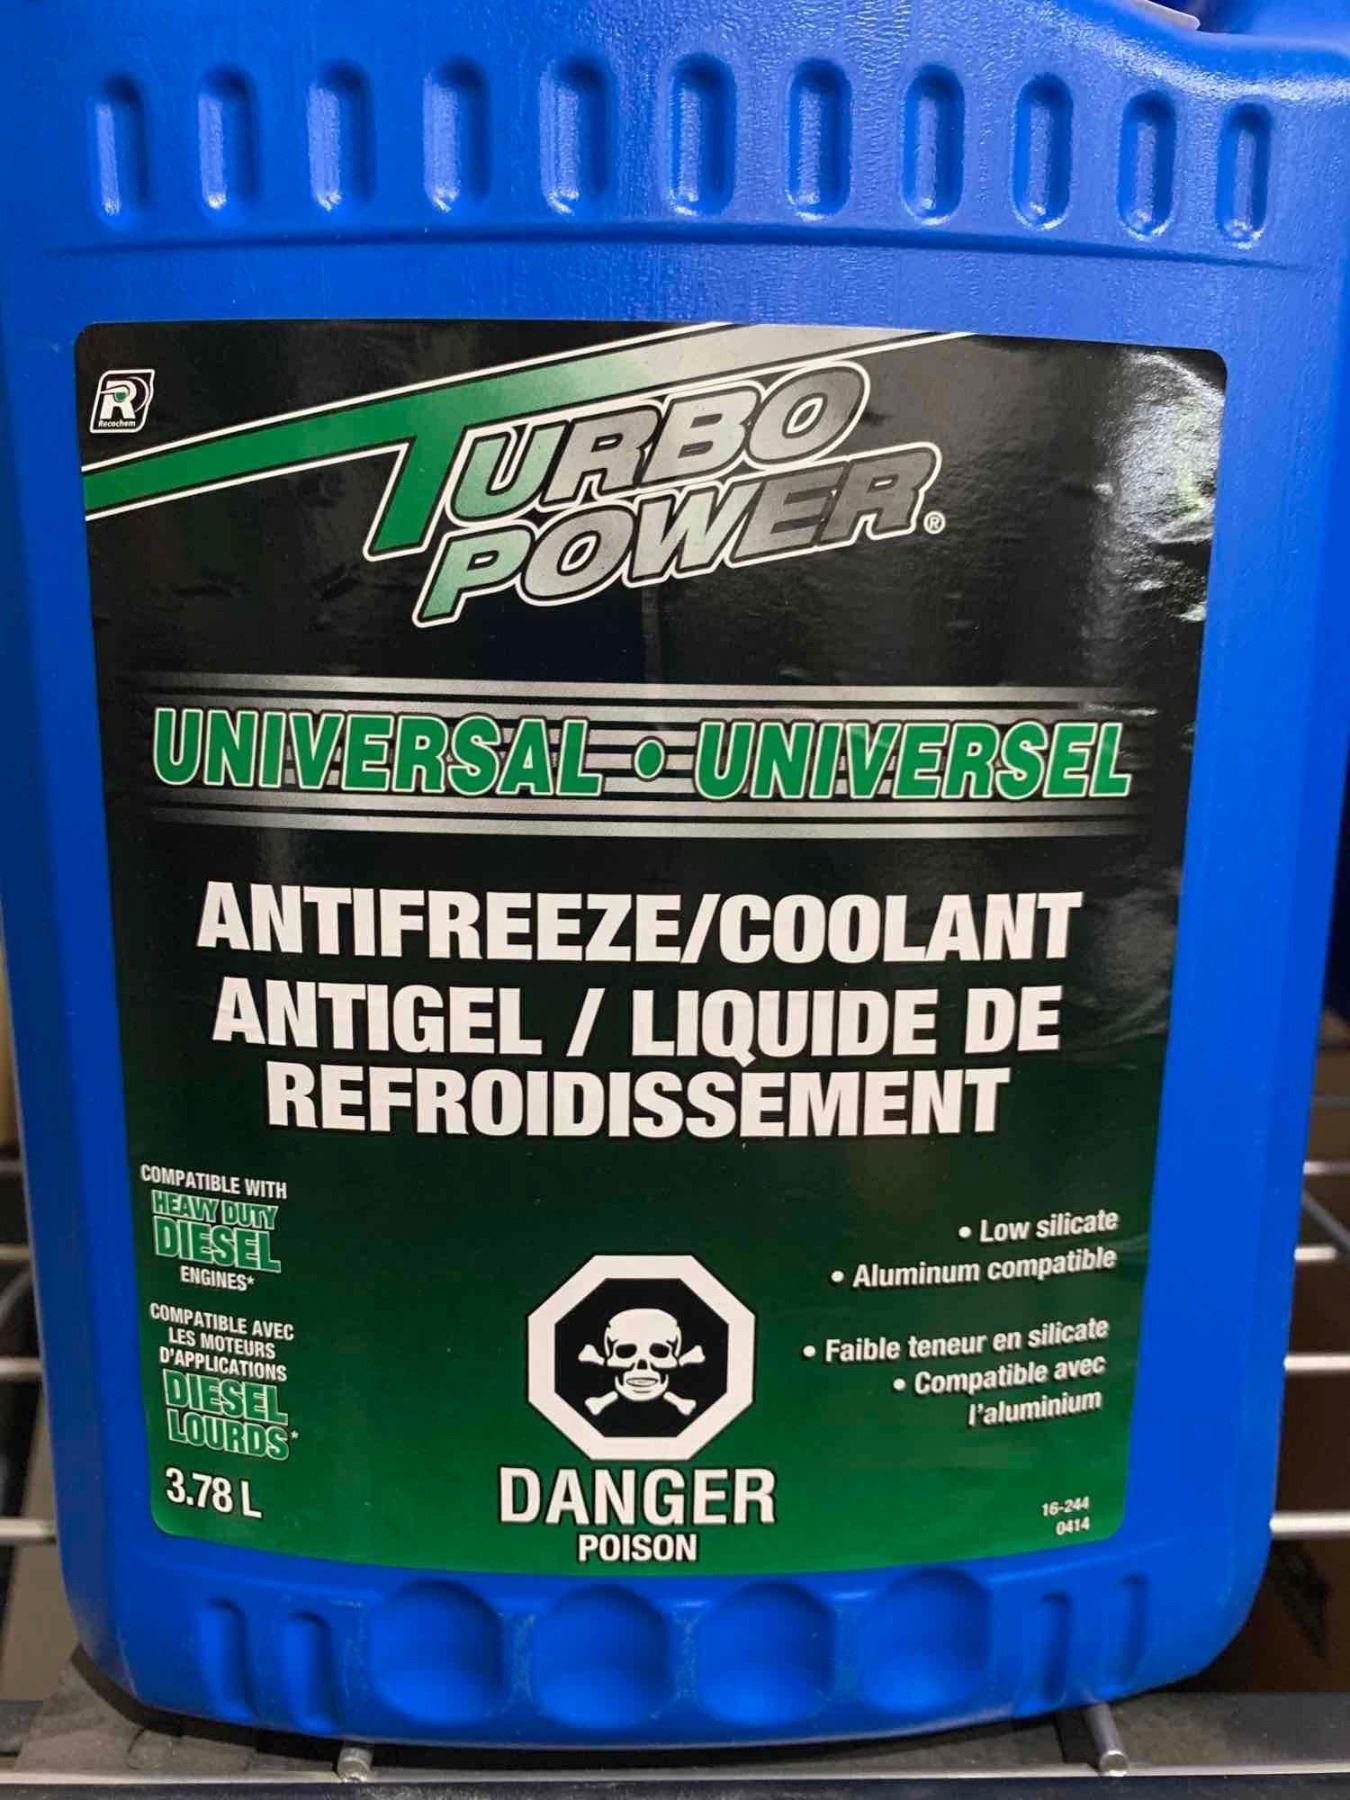 R
Recochem
TURBO
POWER®
UNIVERSAL • UNIVERSEL
ANTIFREEZE/COOLANT
ANTIGEL / LIQUIDE DE
REFROIDISSEMENT
COMPATIBLE WITH
HEAVY DUTY
DIESEL
ENGINES*
COMPATIBLE AVEC
LES MOTEURS
D'APPLICATIONS
DIESEL
LOURDS*
3.78 L
• Low silicate
• Aluminum compatible
• Faible teneur en silicate
• Compatible avec
l'aluminium
DANGER
POISON
16-244
0414